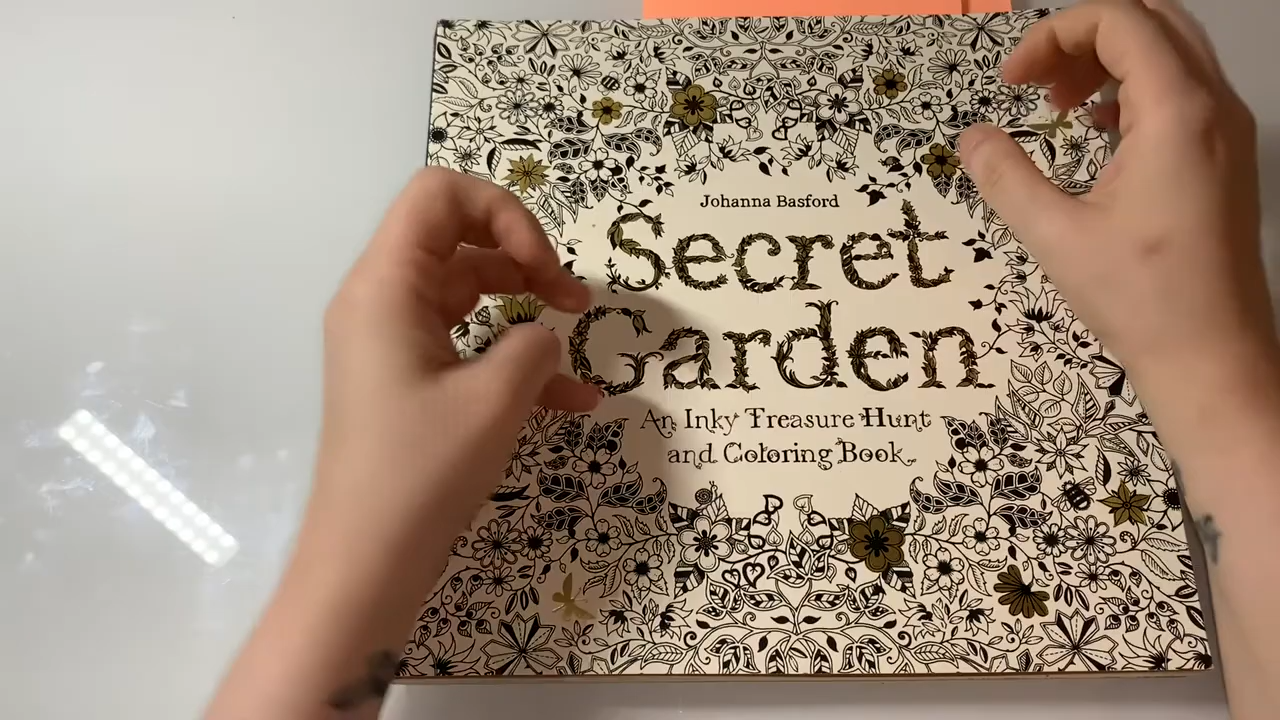 Johanna Basford
Secret
Garden
An Inky Treasure Hunt
and Coloring Book